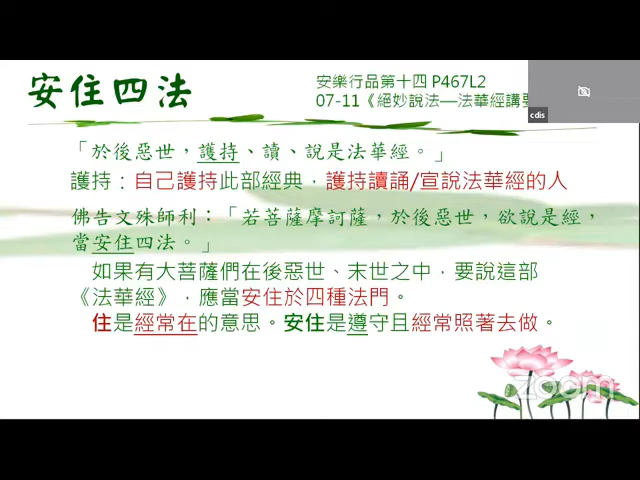 安住四法
安樂行品第十四 P467L2
07-11《絕妙說法—法華經講要
cdis
「於後惡世，護持、讀、說是法華經。」
護持：自己護持此部經典，護持讀誦/宣說法華經的人
佛告文殊師利：「若菩薩摩訶薩，於後惡世，欲說是經，
當安住四法。」
如果有大菩薩們在後惡世、末世之中，要說這部
《法華經》，應當安住於四種法門。
住是經常在的意思。安住是遵守且經常照著去做。
zoom